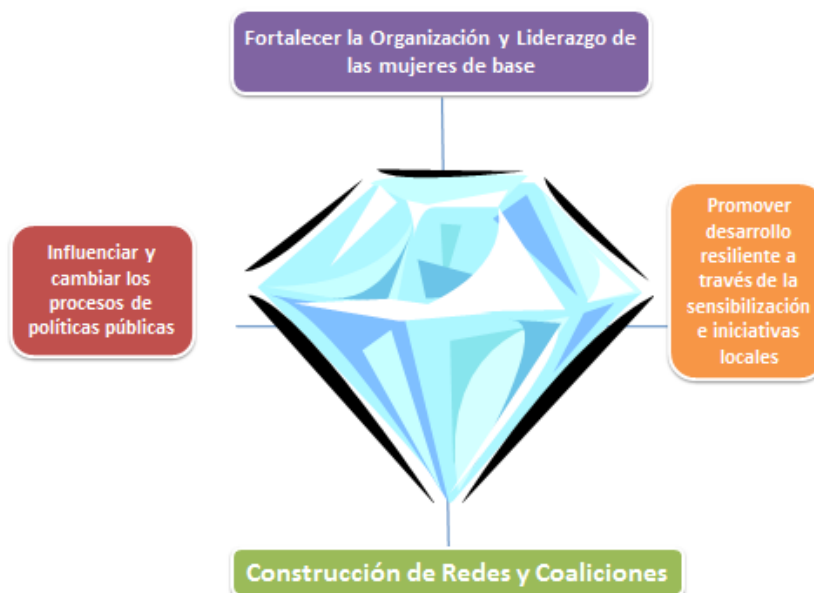 Fortalecer la Organización y Liderazgo de
las mujeres de base
Influenciar y
cambiar los
procesos de
políticas públicas
Promover
desarrollo
resiliente a
través de la
sensibilización
e iniciativas
locales
Construcción de Redes y Coaliciones